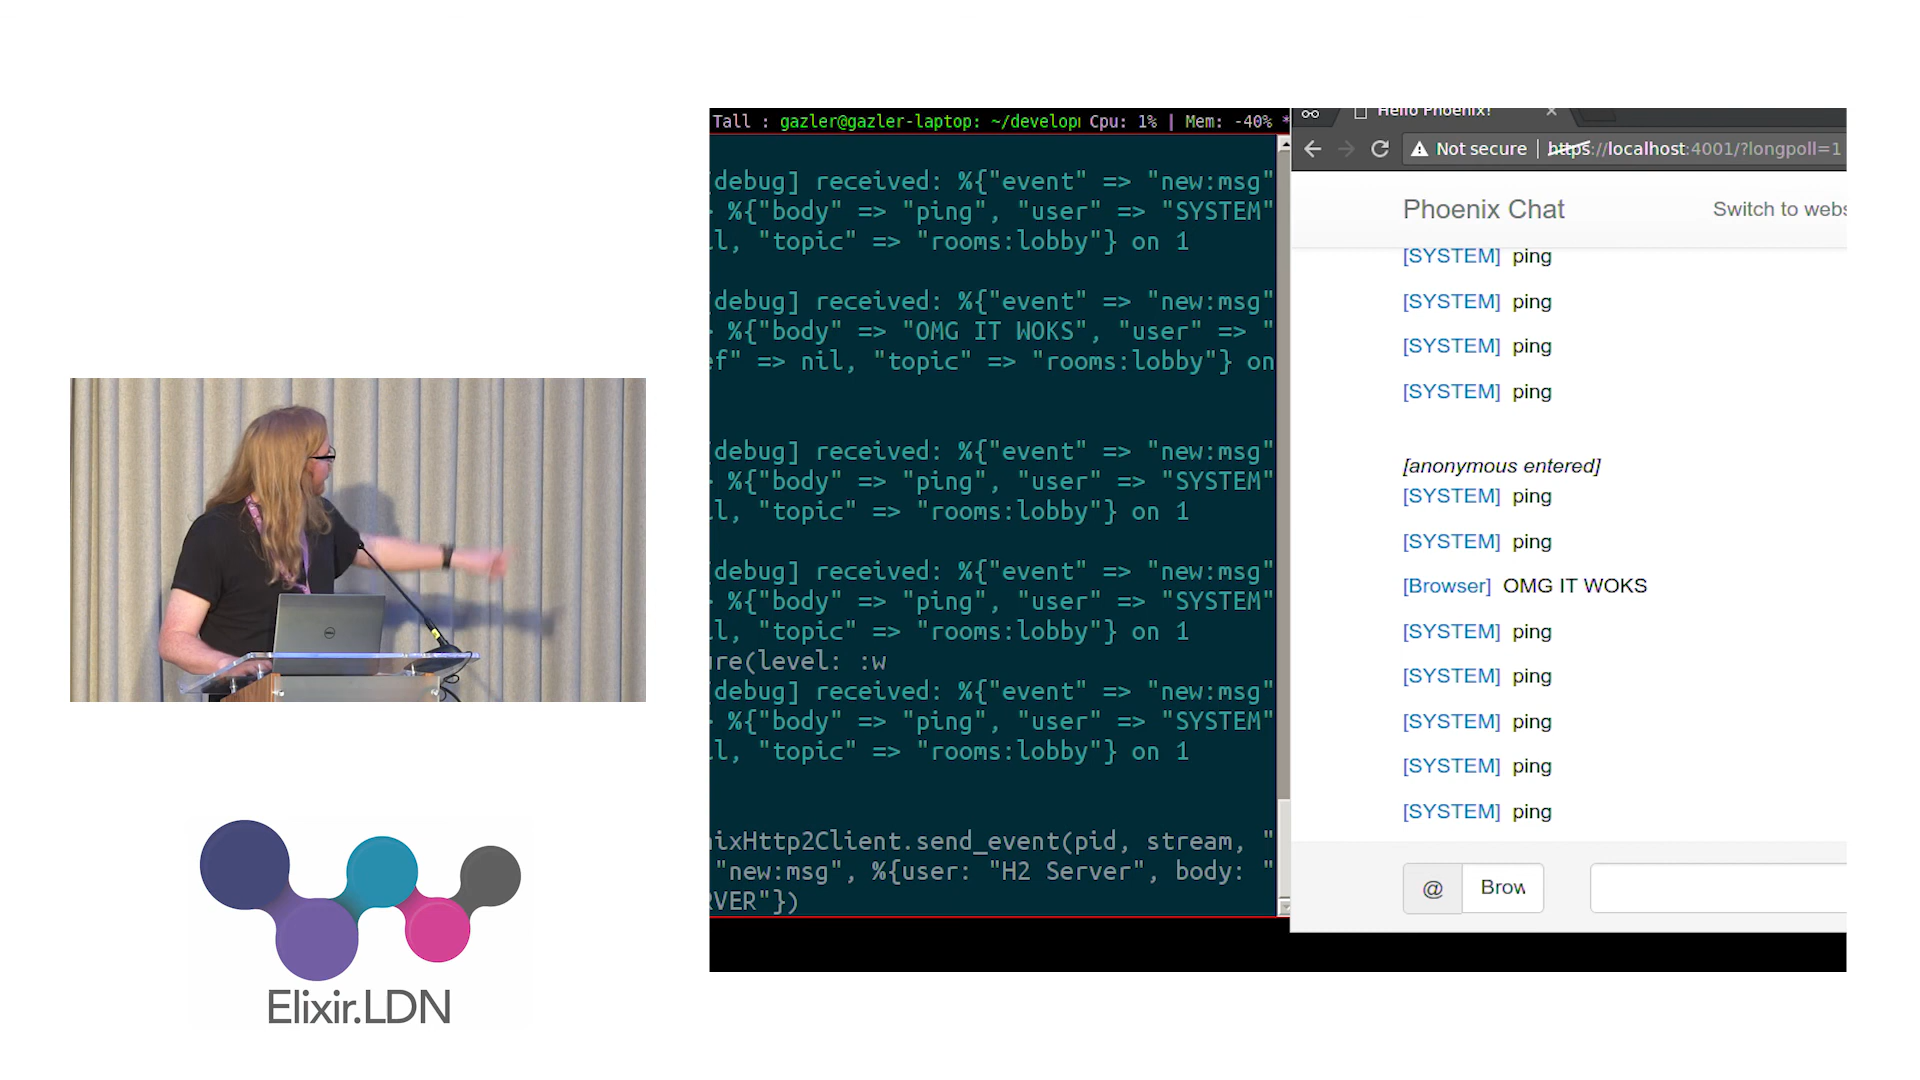 Tall : gazler@gazler-laptop: ~/develop Cpu: 1% | Mem: -40% *
[debug] received: %{"event" => "new:msg"
%{"body" => "ping", "user" => "SYSTEM"
l, "topic" => "rooms:lobby"} on 1
[debug] received: %{"event" => "new:msg"
%{"body" => "OMG IT WOKS", "user" => "
ef" => nil, "topic" => "rooms:lobby"} on
[debug] received: %{"event" => "new:msg"
%{"body" => "ping", "user" => "SYSTEM"
l, "topic" => "rooms:lobby"} on 1
[debug] received: %{"event" => "new:msg"
%{"body" => "ping", "user" => "SYSTEM"
l, "topic" => "rooms:lobby"} on 1
ure(level: :w
[debug] received: %{"event" => "new:msg"
%{"body" => "ping", "user" => "SYSTEM"
l, "topic" => "rooms:lobby"} on 1
nixHttp2Client.send_event(pid, stream, "
"new:msg", %{user: "H2 Server", body: "
RVER"})
Hello Phoenix!
Not secure | https://localhost:4001/?longpoll=1
Phoenix Chat Switch to webs
[SYSTEM] ping
[SYSTEM] ping
[SYSTEM] ping
[SYSTEM] ping
[anonymous entered]
[SYSTEM] ping
[SYSTEM] ping
[Browser] OMG IT WOKS
[SYSTEM] ping
[SYSTEM] ping
[SYSTEM] ping
[SYSTEM] ping
[SYSTEM] ping
@ Brow
DELL
Elixir.LDN